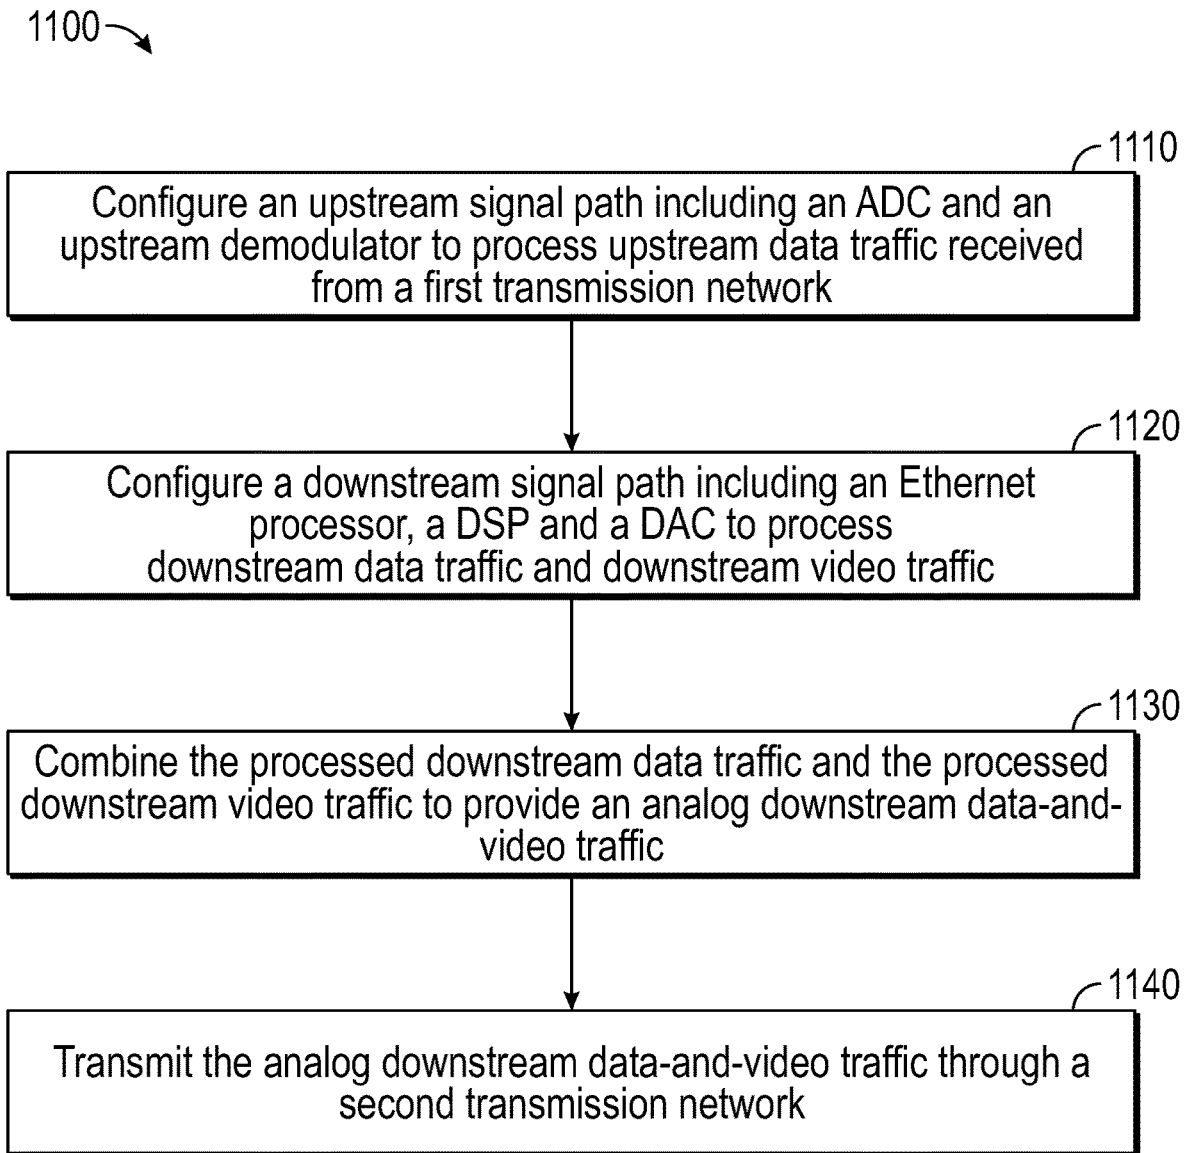 1100
1110
Configure an upstream signal path including an ADC and an
upstream demodulator to process upstream data traffic received
from a first transmission network
1120
Configure a downstream signal path including an Ethernet
processor, a DSP and a DAC to process
downstream data traffic and downstream video traffic
1130
Combine the processed downstream data traffic and the processed
downstream video traffic to provide an analog downstream data-and-
video traffic
1140
Transmit the analog downstream data-and-video traffic through a
second transmission network